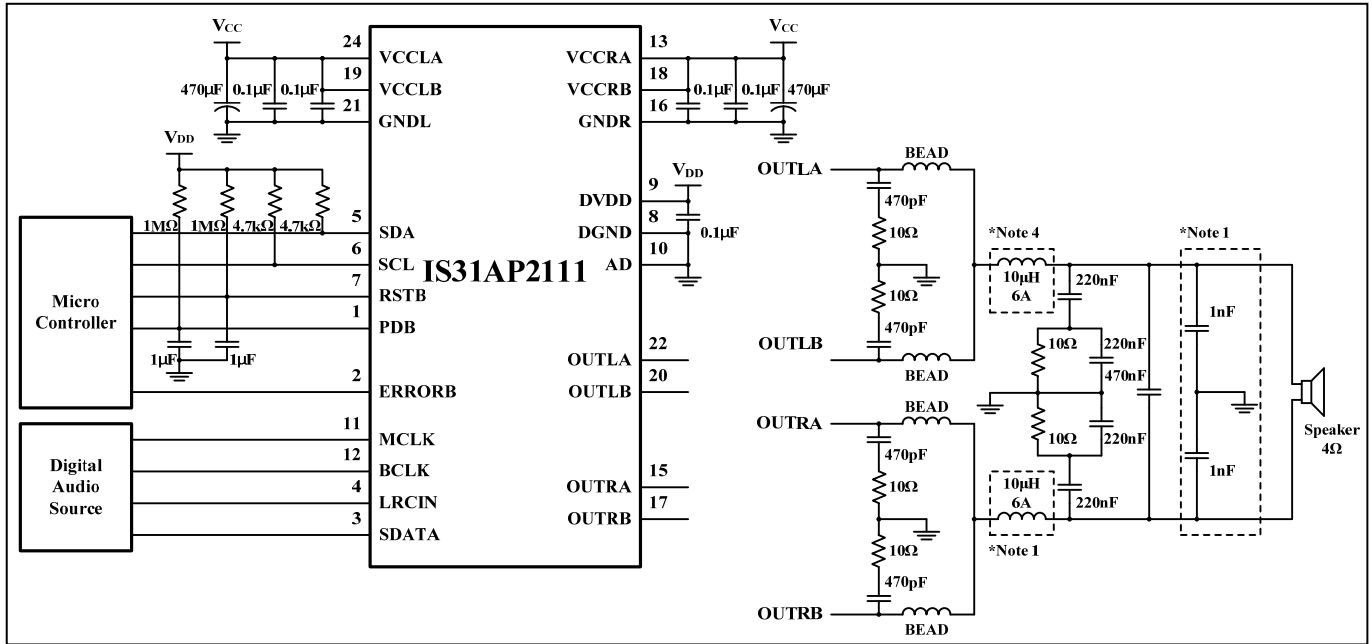 VCC
24
VCCLA
19
VCCLB
470µF
0.1µF
0.1µF
21
GNDL
VDD
1MΩ
1MΩ
4.7kΩ
4.7kΩ
5
SDA
6
SCL
7
RSTB
1
PDB
1µF
1µF
2
ERRORB
Micro
Controller
11
MCLK
12
BCLK
4
LRCIN
3
SDATA
Digital
Audio
Source
IS31AP2111
VCC
13
VCCRA
18
VCCRB
0.1µF
0.1µF
470µF
16
GNDR
VDD
9
DVDD
8
DGND
0.1µF
10
AD
22
OUTLA
20
OUTLB
15
OUTRA
17
OUTRB
OUTLA
BEAD
470pF
10Ω
10Ω
470pF
OUTLB
BEAD
OUTRA
BEAD
470pF
10Ω
10Ω
470pF
OUTRB
BEAD
*Note 4
10µH
6A
220nF
10Ω
220nF
470nF
10Ω
220nF
10µH
6A
220nF
*Note 1
*Note 1
1nF
1nF
Speaker
4Ω